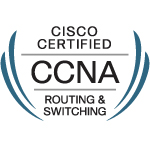 CISCO
CERTIFIED
CCNA
ROUTING &
SWITCHING